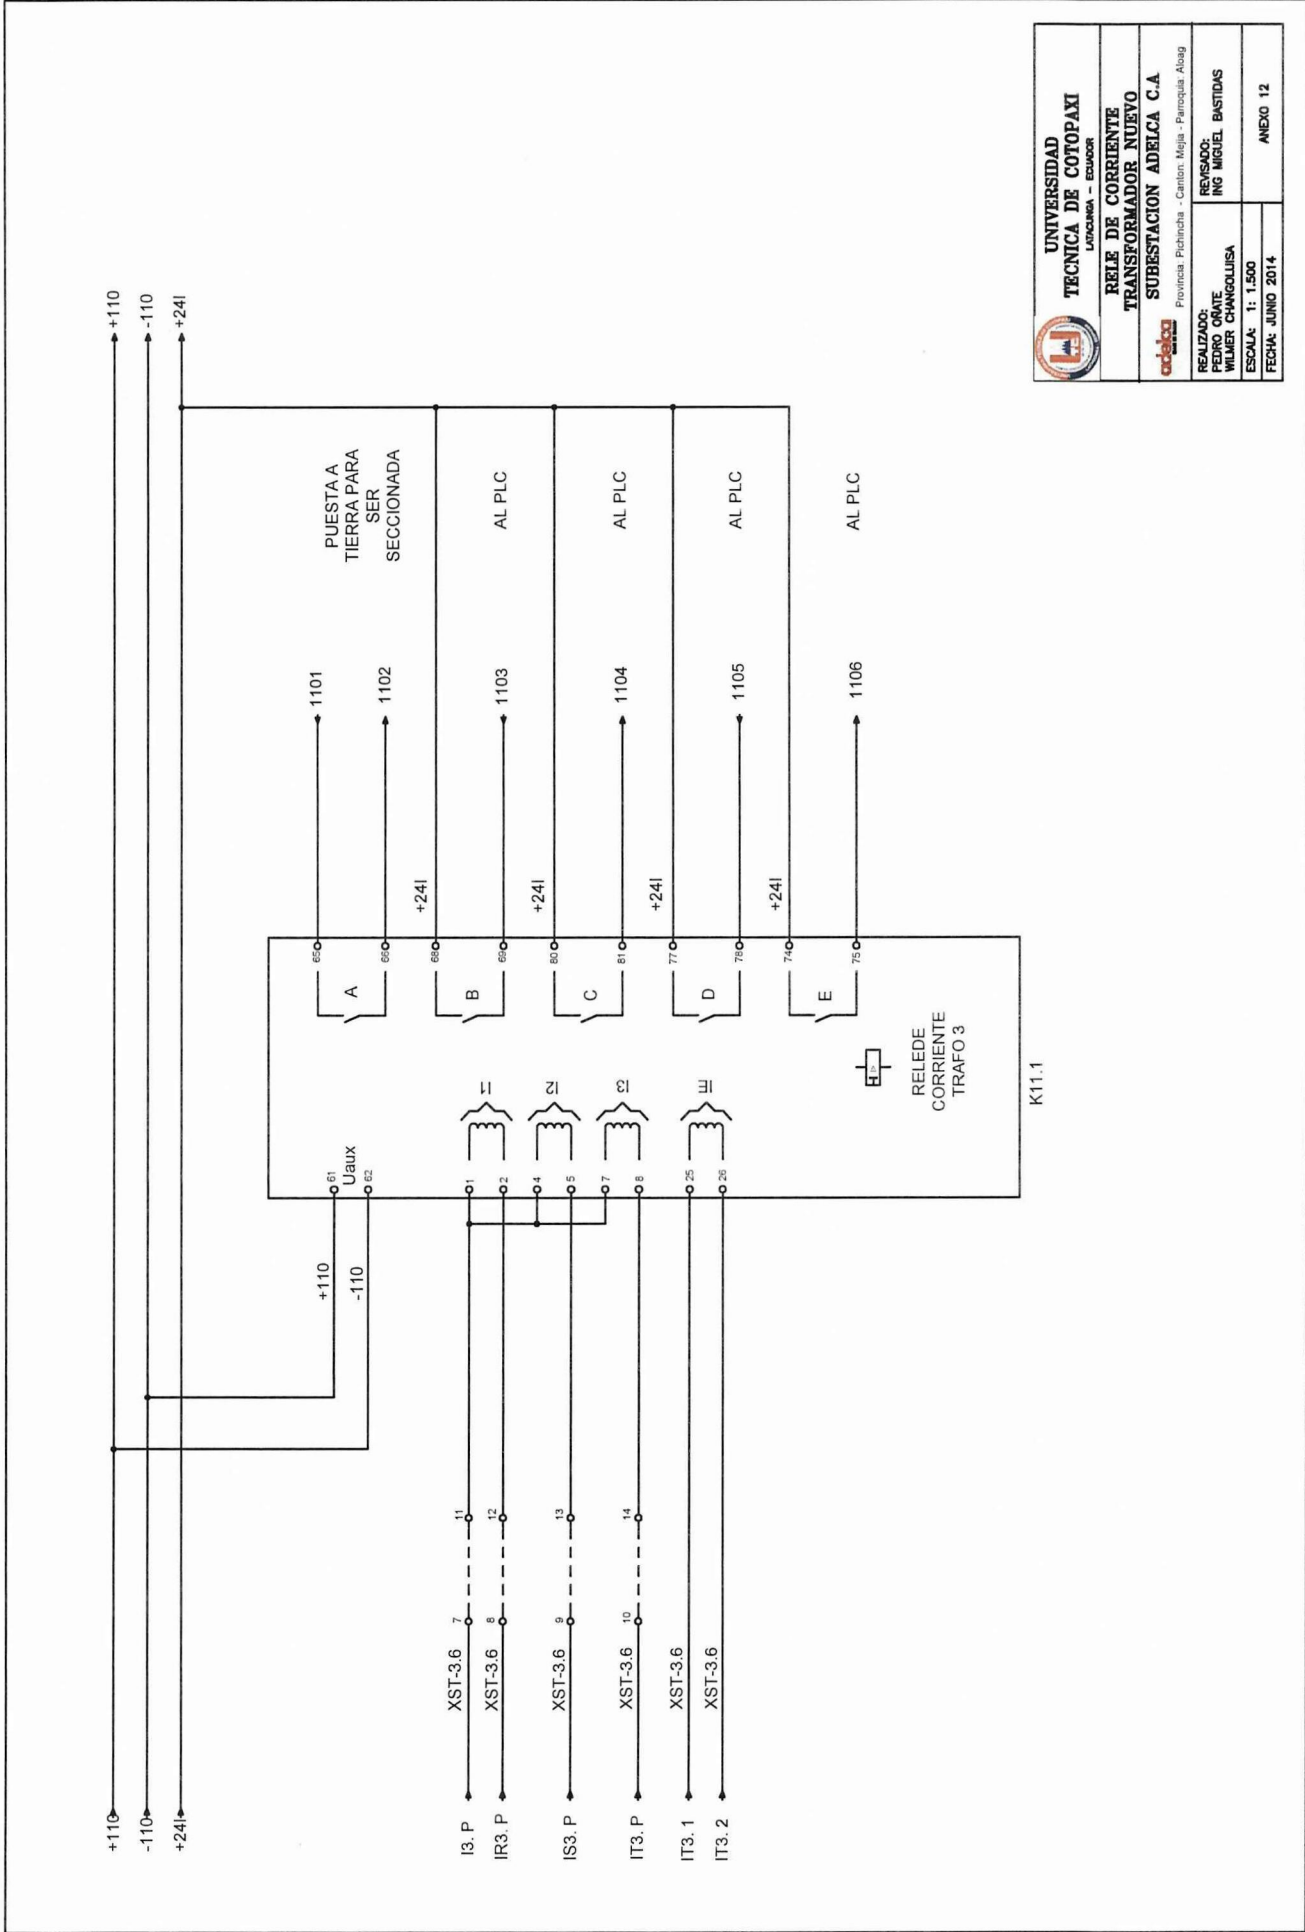 +110
-110
+24I
+110
-110
+24I
PUESTA A
TIERRA PARA
SER
SECCIONADA
AL PLC
AL PLC
AL PLC
AL PLC
1101
1102
1103
1104
1105
1106
+24I
+24I
+24I
+24I
65
66
68
69
80
81
77
78
74
75
A
B
C
D
E
I1
I2
I3
IE
RELEDE
CORRIENTE
TRAFO 3
K11.1
61
Uaux
62
1
2
4
5
7
8
25
26
+110
-110
11
12
13
14
7
8
9
10
XST-3.6
XST-3.6
XST-3.6
XST-3.6
XST-3.6
XST-3.6
I3. P
IR3. P
IS3. P
IT3. P
IT3. 1
IT3. 2
UNIVERSIDAD
TECNICA DE COTOPAXI
LATACUNGA - ECUADOR
RELE DE CORRIENTE
TRANSFORMADOR NUEVO
SUBESTACION ADELCA C.A
adelca
Provincia: Pichincha - Canton: Mejia - Parroquia: Aloag
REALIZADO:
PEDRO OÑATE
WILMER CHANGOLUISA
REVISADO:
ING MIGUEL BASTIDAS
ESCALA: 1: 1.500
FECHA: JUNIO 2014
ANEXO 12